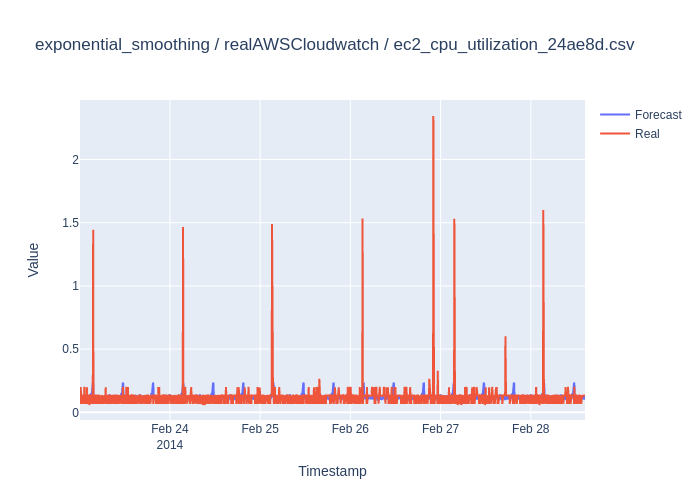 exponential_smoothing / realAWSCloudwatch / ec2_cpu_utilization_24ae8d.csv
Forecast
Real
2
1.5
1
0.5
0
Value
Feb 24
2014
Feb 25
Feb 26
Feb 27
Feb 28
Timestamp